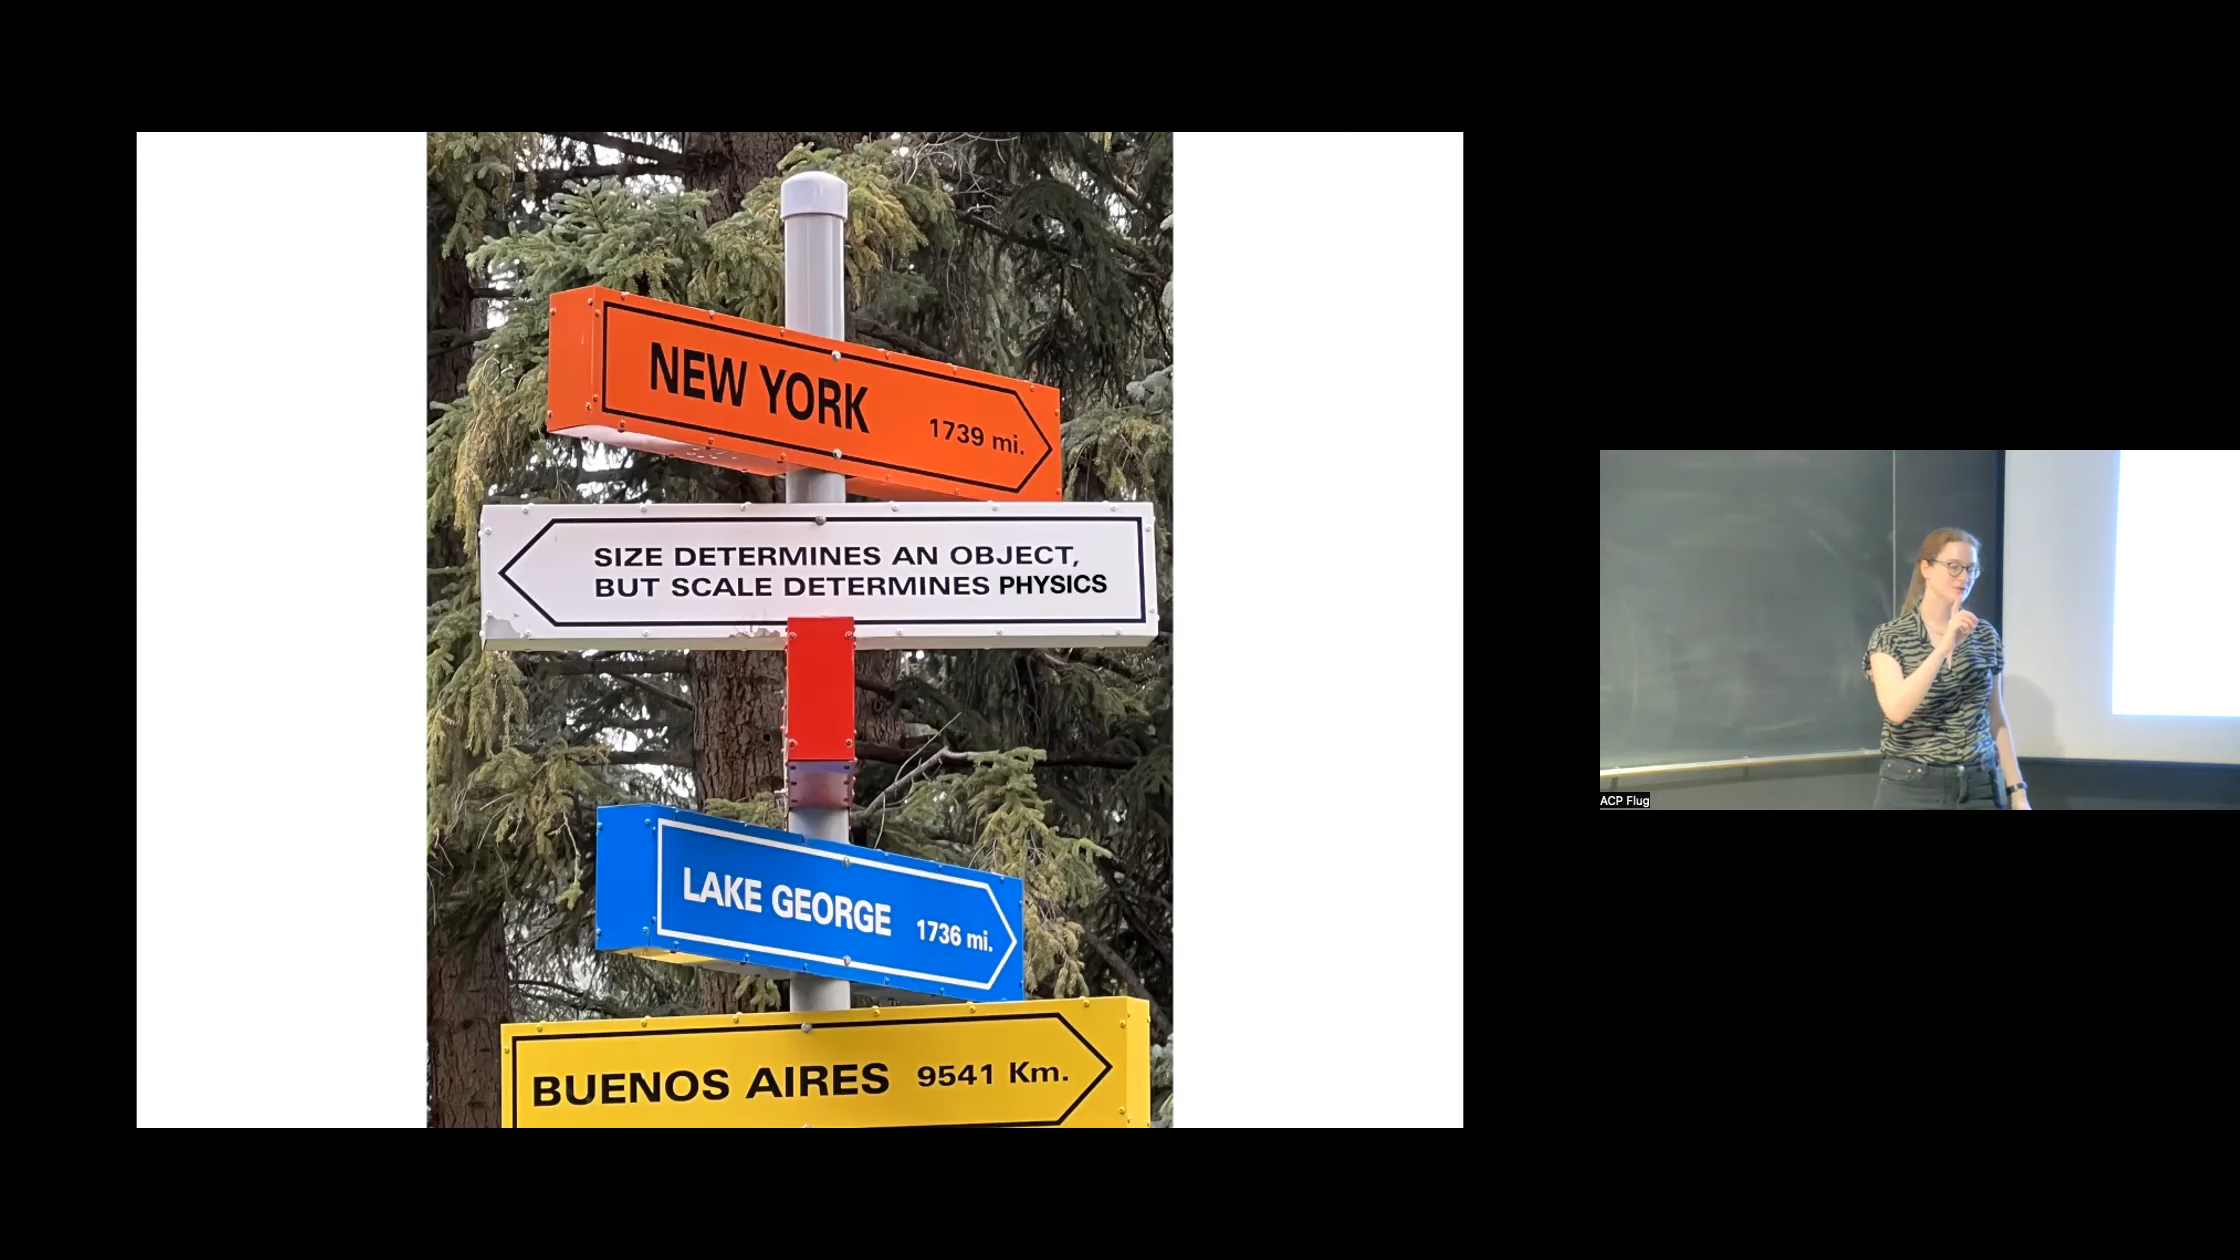 NEW YORK
1739 mi.
SIZE DETERMINES AN OBJECT,
BUT SCALE DETERMINES PHYSICS
LAKE GEORGE 1736 mi.
BUENOS AIRES 9541 Km.
ACP Flug